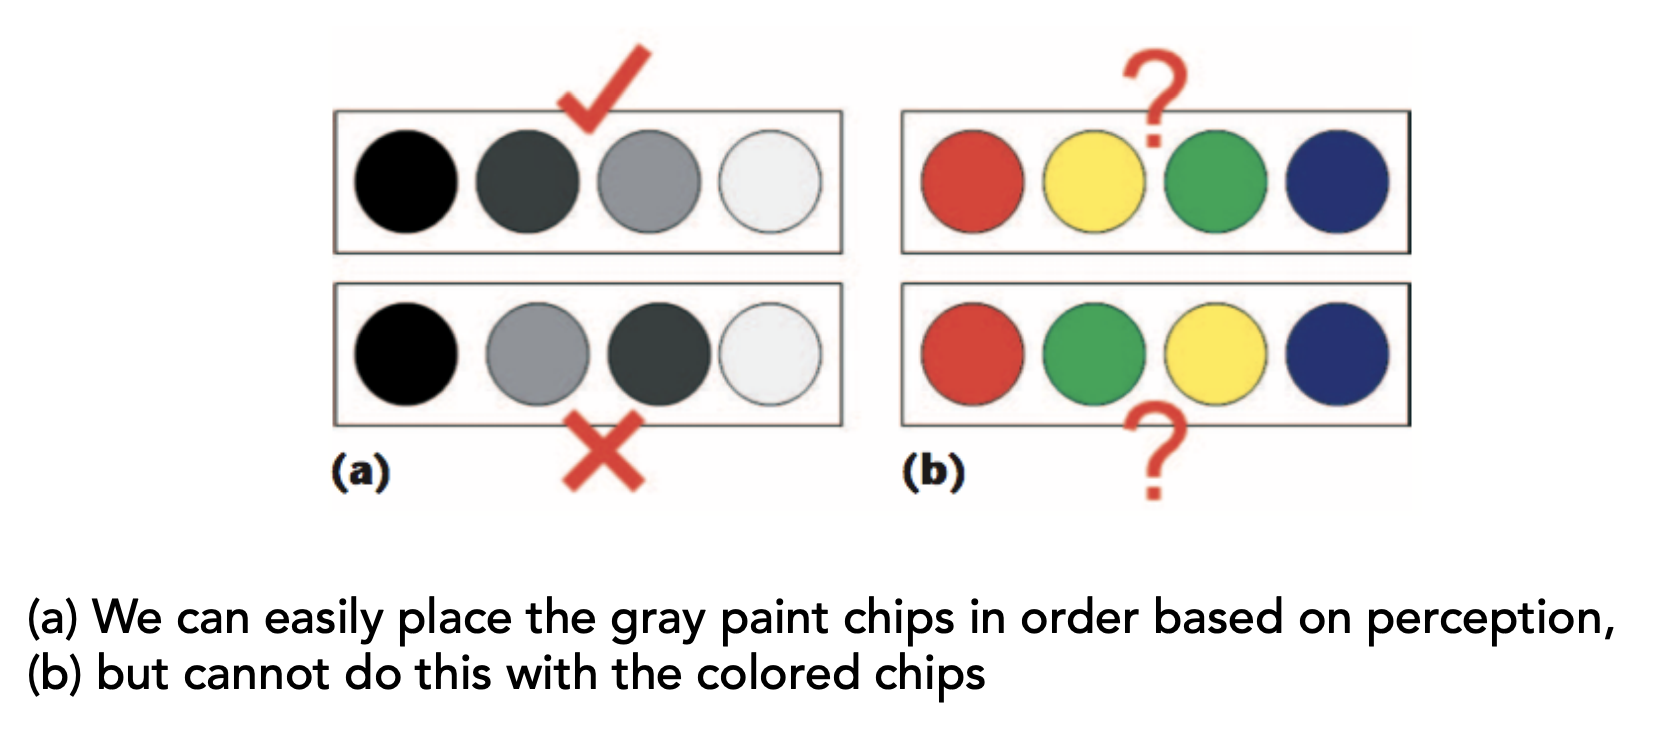 ?
(a)
(b)
?
(a) We can easily place the gray paint chips in order based on perception,
(b) but cannot do this with the colored chips